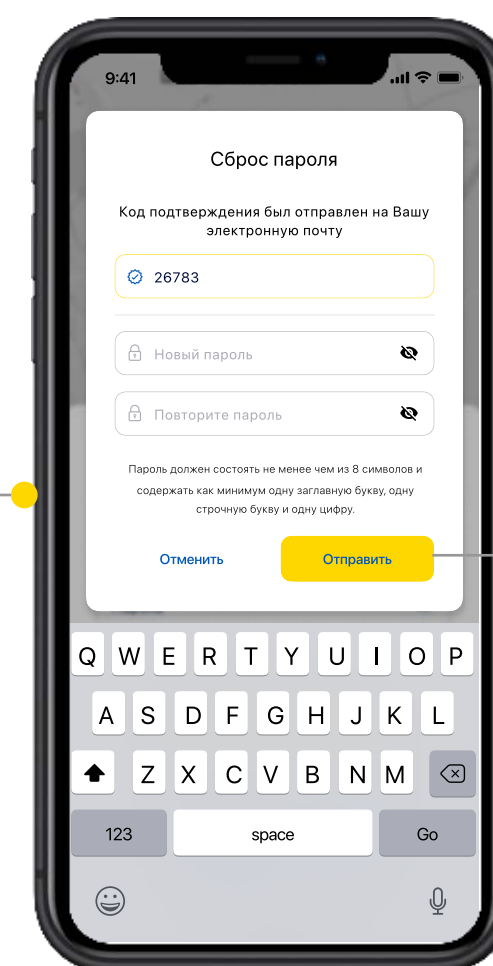 9:41
Сброс пароля
Код подтверждения был отправлен на Вашу
электронную почту
26783
Новый пароль
Повторите пароль
Пароль должен состоять не менее чем из 8 символов и
содержать как минимум одну заглавную букву, одну
строчную букву и одну цифру.
Отменить Отправить
Q W E R T Y U I O P
A S D F G H J K L
Z X C V B N M
123 space Go